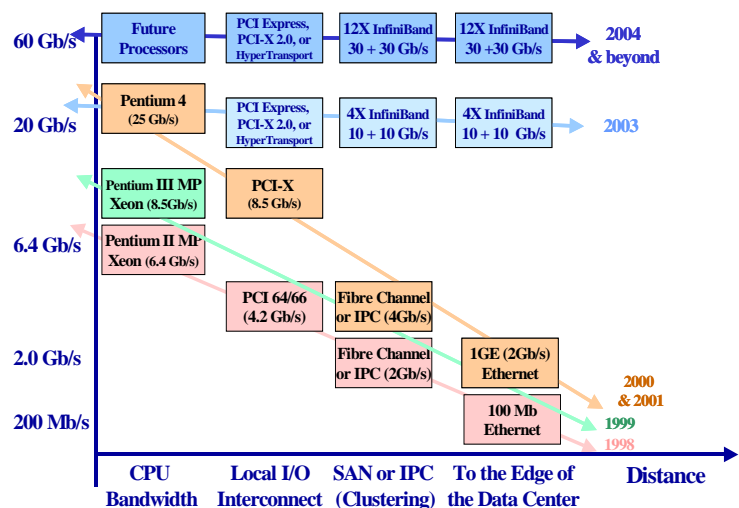 60 Gb/s
Future
Processors
PCI Express,
PCI-X 2.0, or
HyperTransport
12X InfiniBand
30 + 30 Gb/s
12X InfiniBand
30 +30 Gb/s
2004
& beyond
20 Gb/s
Pentium 4
(25 Gb/s)
PCI Express,
PCI-X 2.0, or
HyperTransport
4X InfiniBand
10 + 10 Gb/s
4X InfiniBand
10 + 10 Gb/s
2003
Pentium III MP
Xeon (8.5Gb/s)
PCI-X
(8.5 Gb/s)
6.4 Gb/s
Pentium II MP
Xeon (6.4 Gb/s)
PCI 64/66
(4.2 Gb/s)
Fibre Channel
or IPC (4Gb/s)
2.0 Gb/s
Fibre Channel
or IPC (2Gb/s)
1GE (2Gb/s)
Ethernet
2000
& 2001
200 Mb/s
100 Mb
Ethernet
1999
1998
CPU
Bandwidth
Local I/O
Interconnect
SAN or IPC
(Clustering)
To the Edge of
the Data Center
Distance